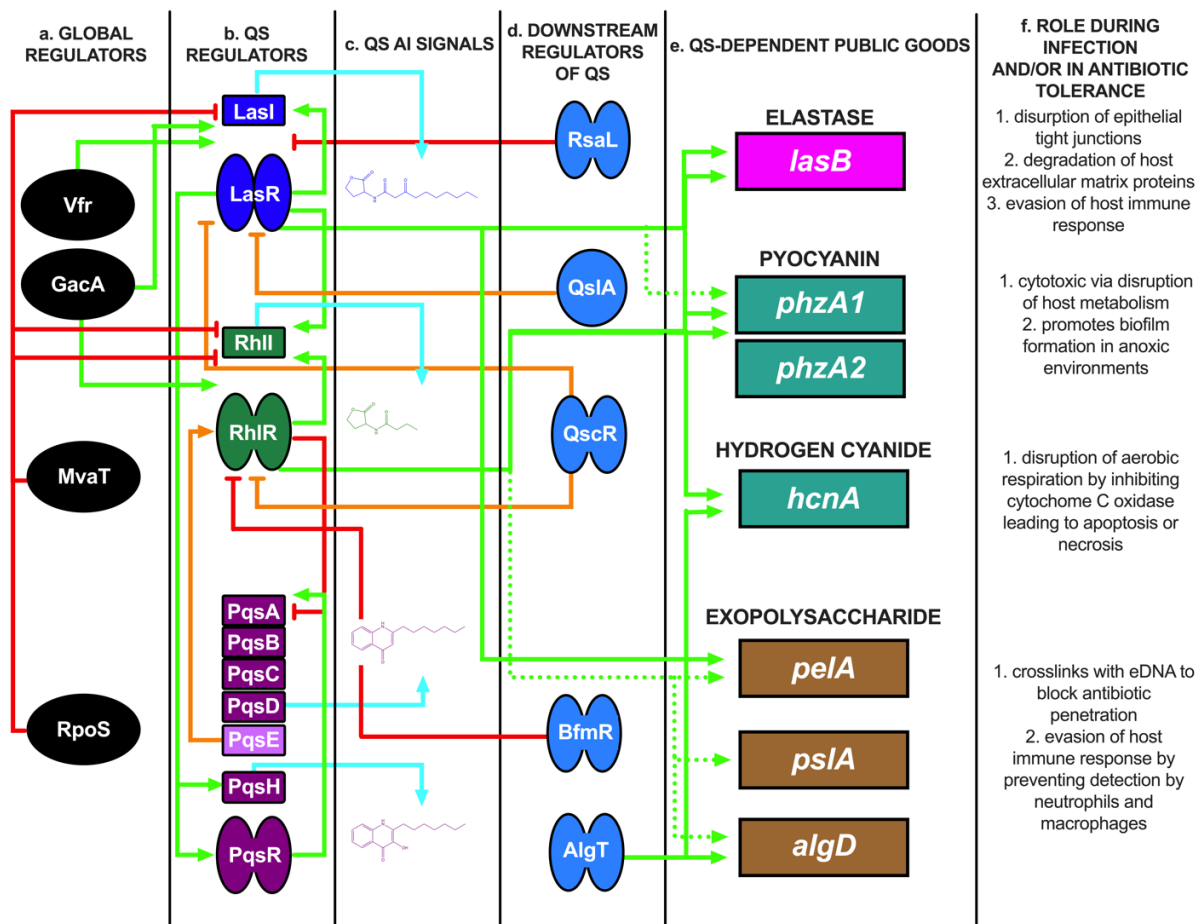 a. GLOBAL
REGULATORS
b. QS
REGULATORS
c. QS AI SIGNALS
d. DOWNSTREAM
REGULATORS
OF QS
e. QS-DEPENDENT PUBLIC GOODS
f. ROLE DURING
INFECTION
AND/OR IN ANTIBIOTIC
TOLERANCE
Vfr
GacA
MvaT
RpoS
LasI
LasR
RhlI
RhlR
PqsA
PqsB
PqsC
PqsD
PqsE
PqsH
PqsR
O
O
O
O
N
H
O
O
O
N
H
H
N
O
H
N
OH
O
RsaL
QslA
QscR
BfmR
AlgT
ELASTASE
lasB
PYOCYANIN
phzA1
phzA2
HYDROGEN CYANIDE
hcnA
EXOPOLYSACCHARIDE
pelA
pslA
algD
1. disurption of epithelial
tight junctions
2. degradation of host
extracellular matrix proteins
3. evasion of host immune
response
1. cytotoxic via disruption
of host metabolism
2. promotes biofilm
formation in anoxic
environments
1. disruption of aerobic
respiration by inhibiting
cytochome C oxidase
leading to apoptosis or
necrosis
1. crosslinks with eDNA to
block antibiotic
penetration
2. evasion of host
immune response by
preventing detection by
neutrophils and
macrophages